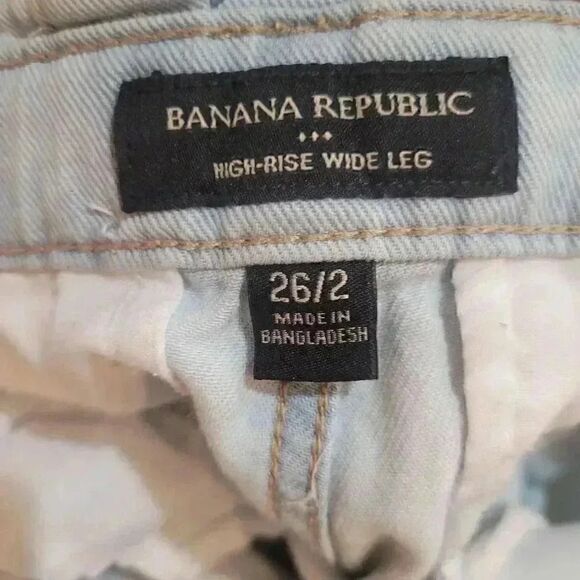 BANANA REPUBLIC
HIGH-RISE WIDE LEG
26/2
MADE IN
BANGLADESH